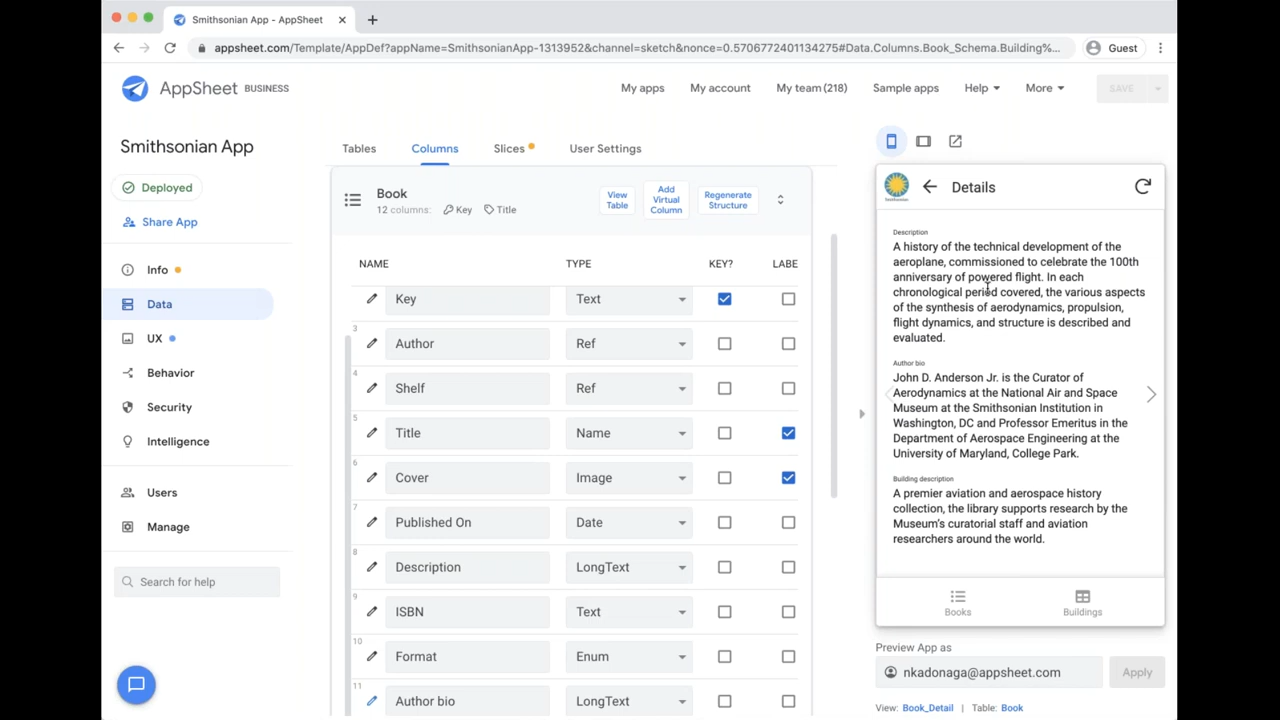 Smithsonian App - AppSheet
appsheet.com/Template/AppDef?appName=SmithsonianApp-1313952&channel=sketch&nonce=0.5706772401134275#Data.Columns.Book_Schema.Building%...
Guest
AppSheet BUSINESS
My apps
My account
My team (218)
Sample apps
Help
More
SAVE
Smithsonian App
Deployed
Share App
Info
Data
UX
Behavior
Security
Intelligence
Users
Manage
Search for help
Tables
Columns
Slices
User Settings
Book
12 columns: Key Title
View
Table
Add
Virtual
Column
Regenerate
Structure
NAME TYPE KEY? LABE
Key Text
3
Author Ref
4
Shelf Ref
5
Title Name
6
Cover Image
7
Published On Date
8
Description LongText
9
ISBN Text
10
Format Enum
11
Author bio LongText
Smithsonian
Details
Description
A history of the technical development of the
aeroplane, commissioned to celebrate the 100th
anniversary of powered flight. In each
chronological period covered, the various aspects
of the synthesis of aerodynamics, propulsion,
flight dynamics, and structure is described and
evaluated.
Author bio
John D. Anderson Jr. is the Curator of
Aerodynamics at the National Air and Space
Museum at the Smithsonian Institution in
Washington, DC and Professor Emeritus in the
Department of Aerospace Engineering at the
University of Maryland, College Park.
Building description
A premier aviation and aerospace history
collection, the library supports research by the
Museum's curatorial staff and aviation
researchers around the world.
Books
Buildings
Preview App as
nkadonaga@appsheet.com
Apply
View: Book_Detail | Table: Book